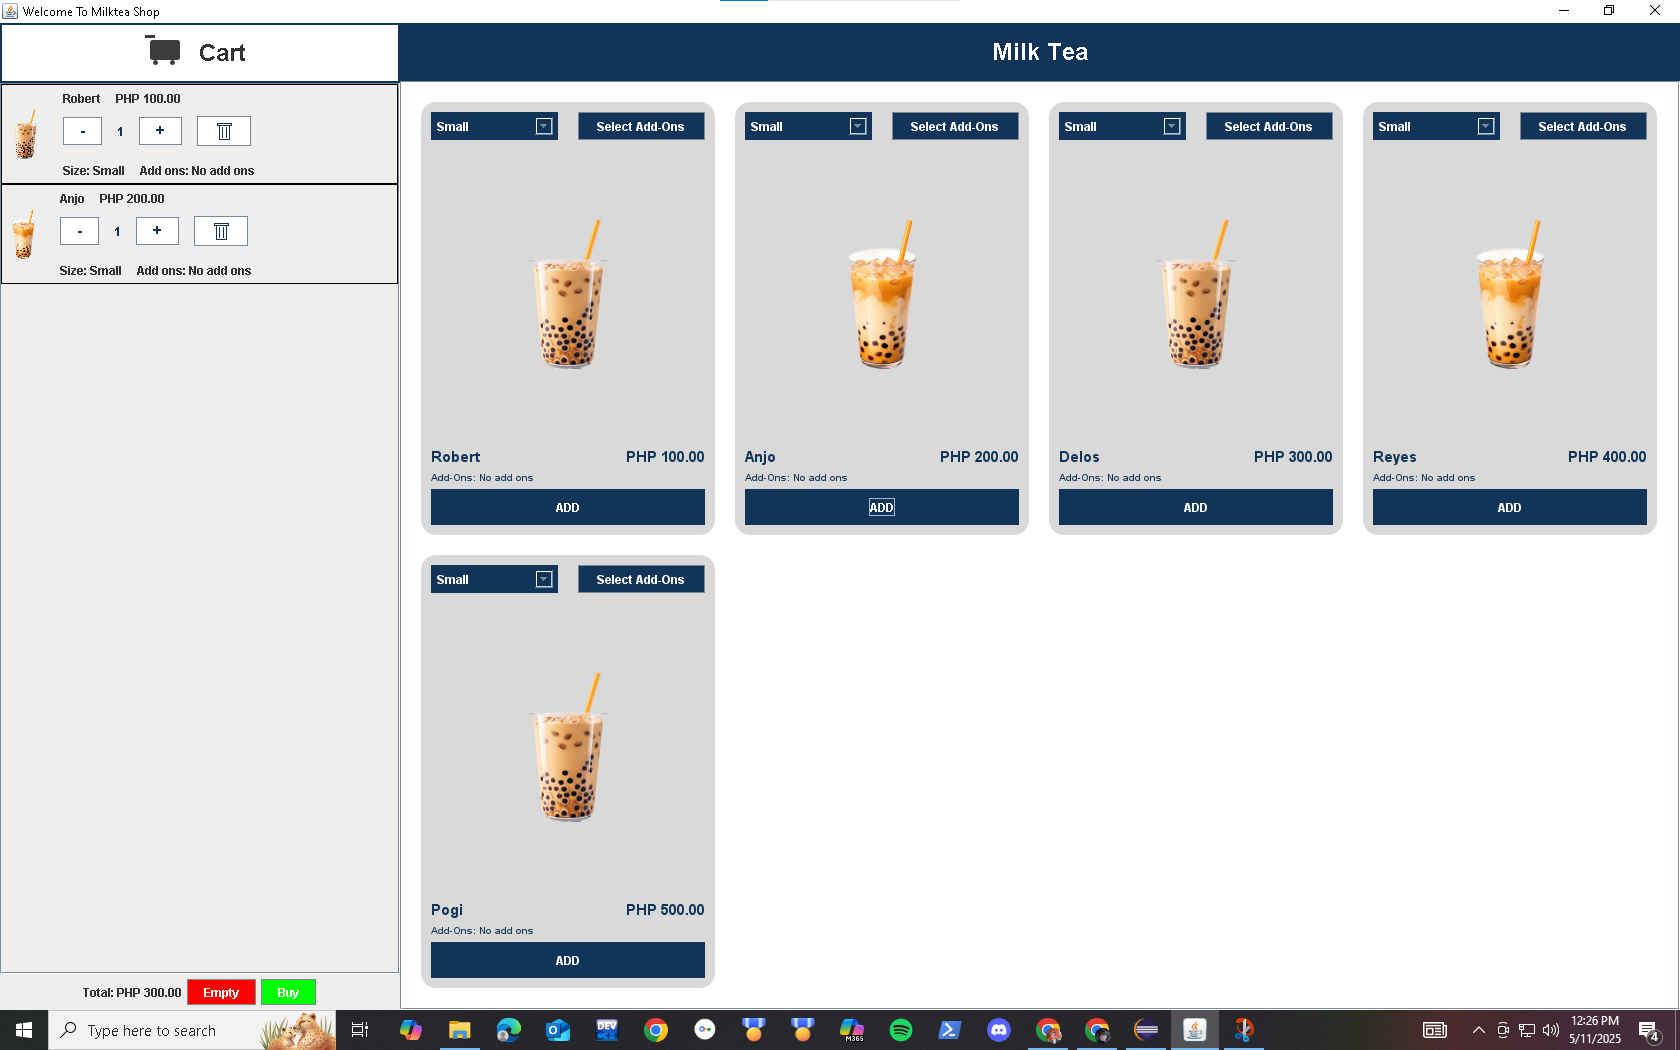 Welcome To Milktea Shop
Cart
Milk Tea
Robert PHP 100.00
- 1 +
Size: Small Add ons: No add ons
Anjo PHP 200.00
- 1 +
Size: Small Add ons: No add ons
Total: PHP 300.00 Empty Buy
Small Select Add-Ons
Robert PHP 100.00
Add-Ons: No add ons
ADD
Small Select Add-Ons
Anjo PHP 200.00
Add-Ons: No add ons
ADD
Small Select Add-Ons
Delos PHP 300.00
Add-Ons: No add ons
ADD
Small Select Add-Ons
Reyes PHP 400.00
Add-Ons: No add ons
ADD
Small Select Add-Ons
Pogi PHP 500.00
Add-Ons: No add ons
ADD
Type here to search
DEV
M365
12:26 PM
5/11/2025
4